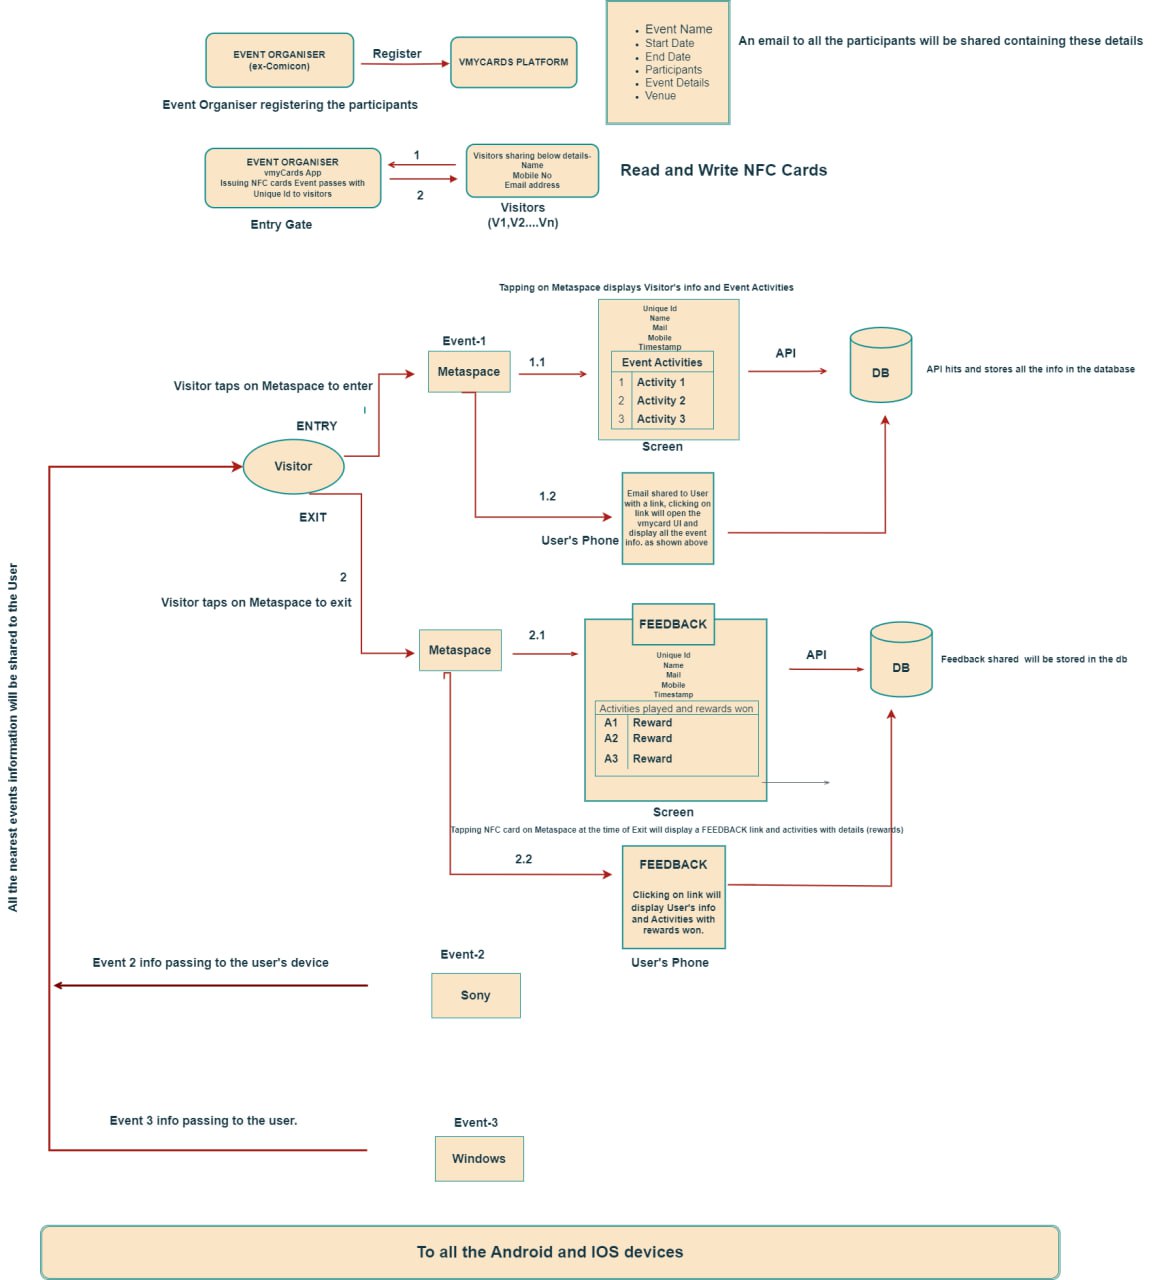 EVENT ORGANISER
(ex-Comicon)
Register
VMYCARDS PLATFORM
Event Organiser registering the participants
Event Name
Start Date
End Date
Participants
Event Details
Venue
An email to all the participants will be shared containing these details
EVENT ORGANISER
vmyCards App
Issuing NFC cards Event passes with
Unique Id to visitors
Entry Gate
1
2
Visitors sharing below details-
Name
Mobile No
Email address
Visitors
(V1,V2....Vn)
Read and Write NFC Cards
Tapping on Metaspace displays Visitor's info and Event Activities
Event-1
Metaspace
1.1
Unique Id
Name
Mail
Mobile
Timestamp
Event Activities
1 Activity 1
2 Activity 2
3 Activity 3
Screen
API
DB
API hits and stores all the info in the database
Visitor taps on Metaspace to enter
ENTRY
Visitor
EXIT
1.2
User's Phone
Email shared to User
with a link, clicking on
link will open the
vmycard UI and
display all the event
info. as shown above
2
Visitor taps on Metaspace to exit
Metaspace
2.1
FEEDBACK
Unique Id
Name
Mail
Mobile
Timestamp
Activities played and rewards won
A1 Reward
A2 Reward
A3 Reward
Screen
API
DB
Feedback shared  will be stored in the db
Tapping NFC card on Metaspace at the time of Exit will display a FEEDBACK link and activities with details (rewards)
2.2
FEEDBACK
Clicking on link will
display User's info
and Activities with
rewards won.
User's Phone
All the nearest events information will be shared to the User
Event 2 info passing to the user's device
Event-2
Sony
Event 3 info passing to the user.
Event-3
Windows
To all the Android and IOS devices